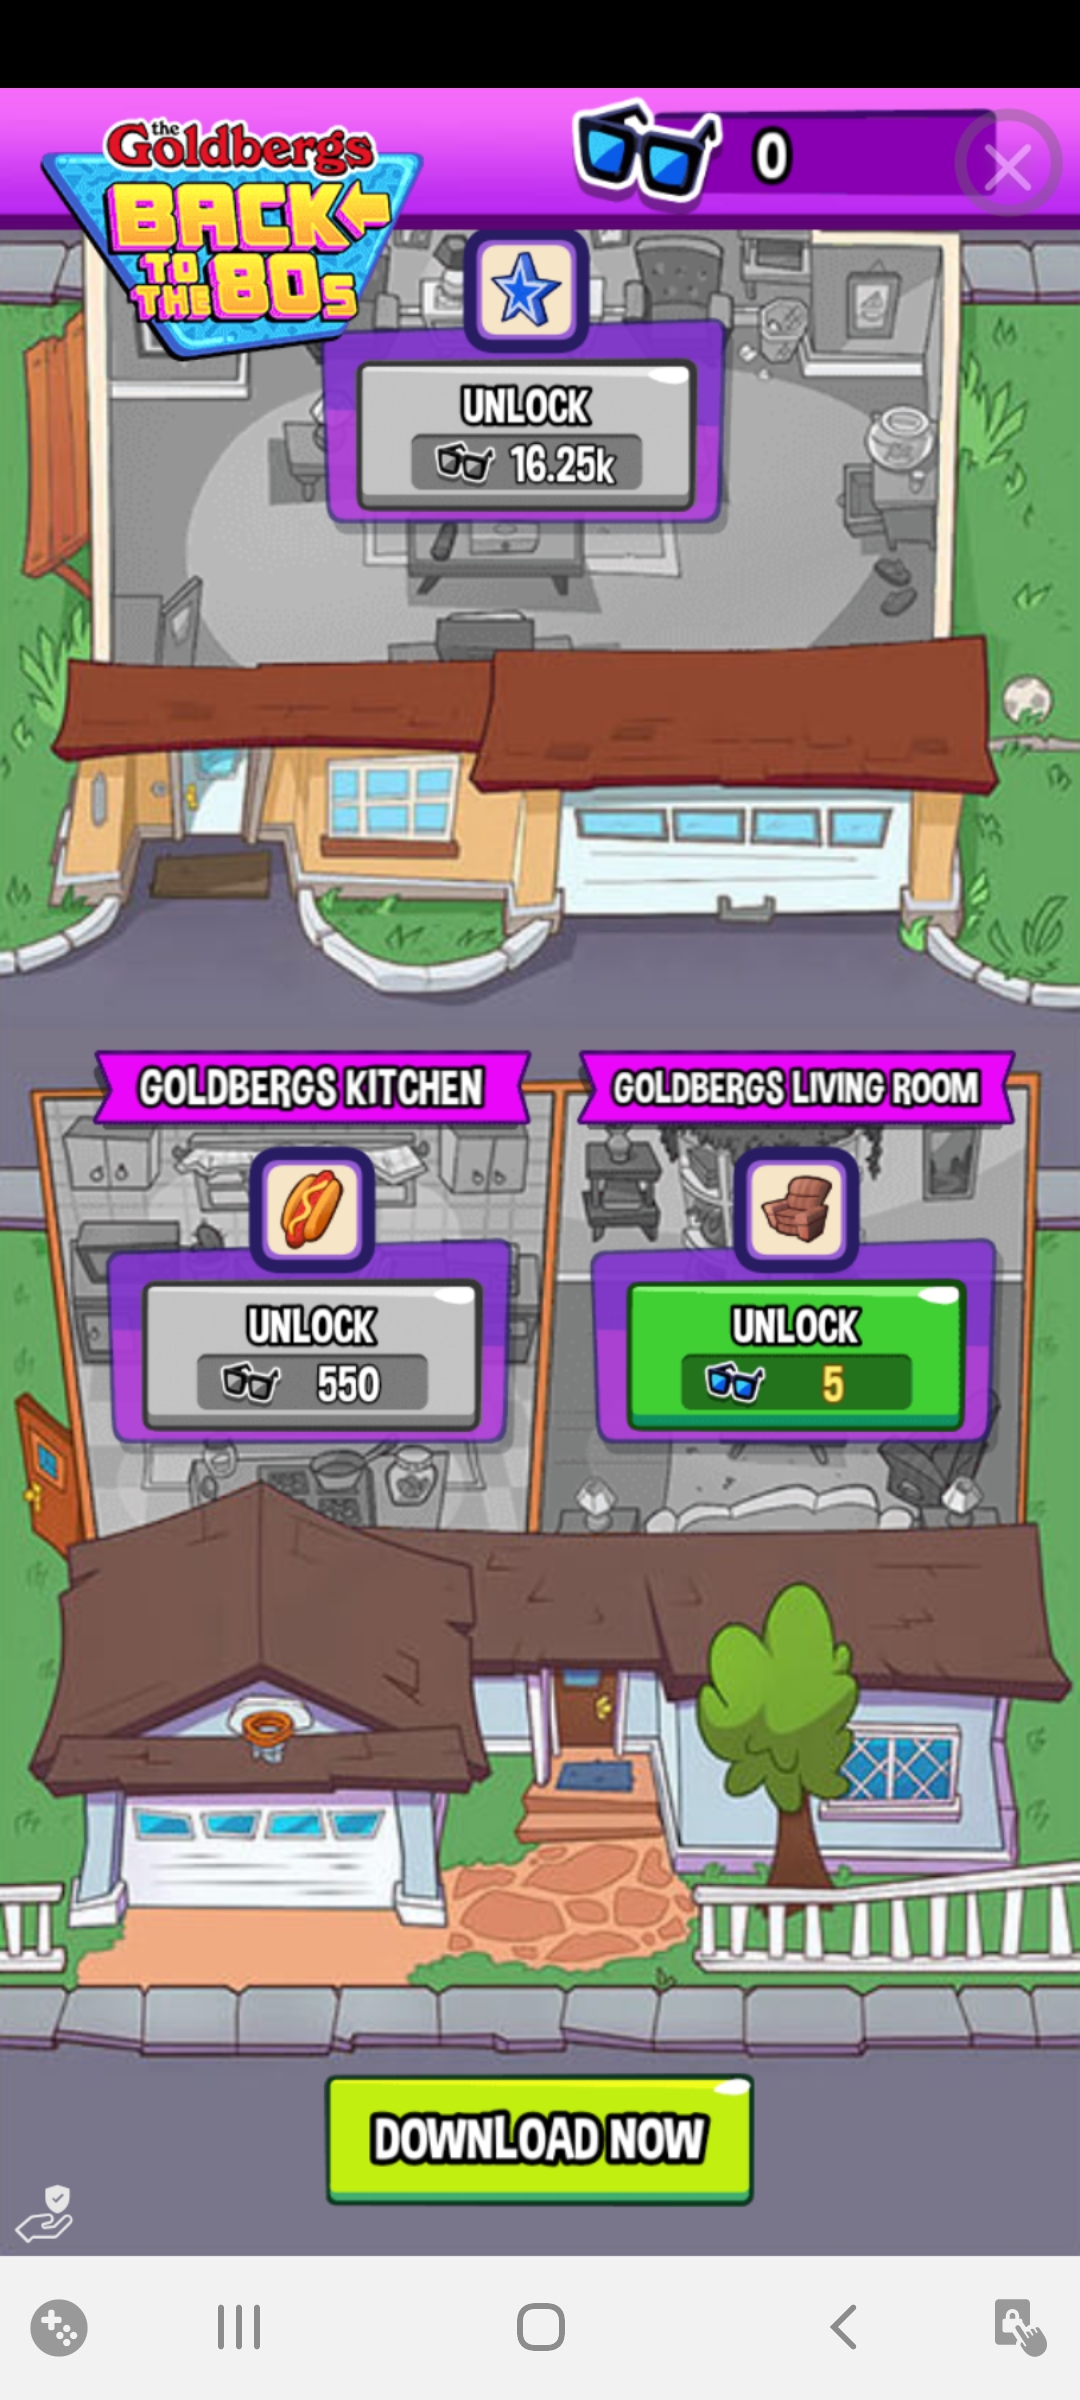 the
Goldbergs
BACK
TO
THE 80s
0
UNLOCK
16.25k
GOLDBERGS KITCHEN
GOLDBERGS LIVING ROOM
UNLOCK
550
UNLOCK
5
DOWNLOAD NOW